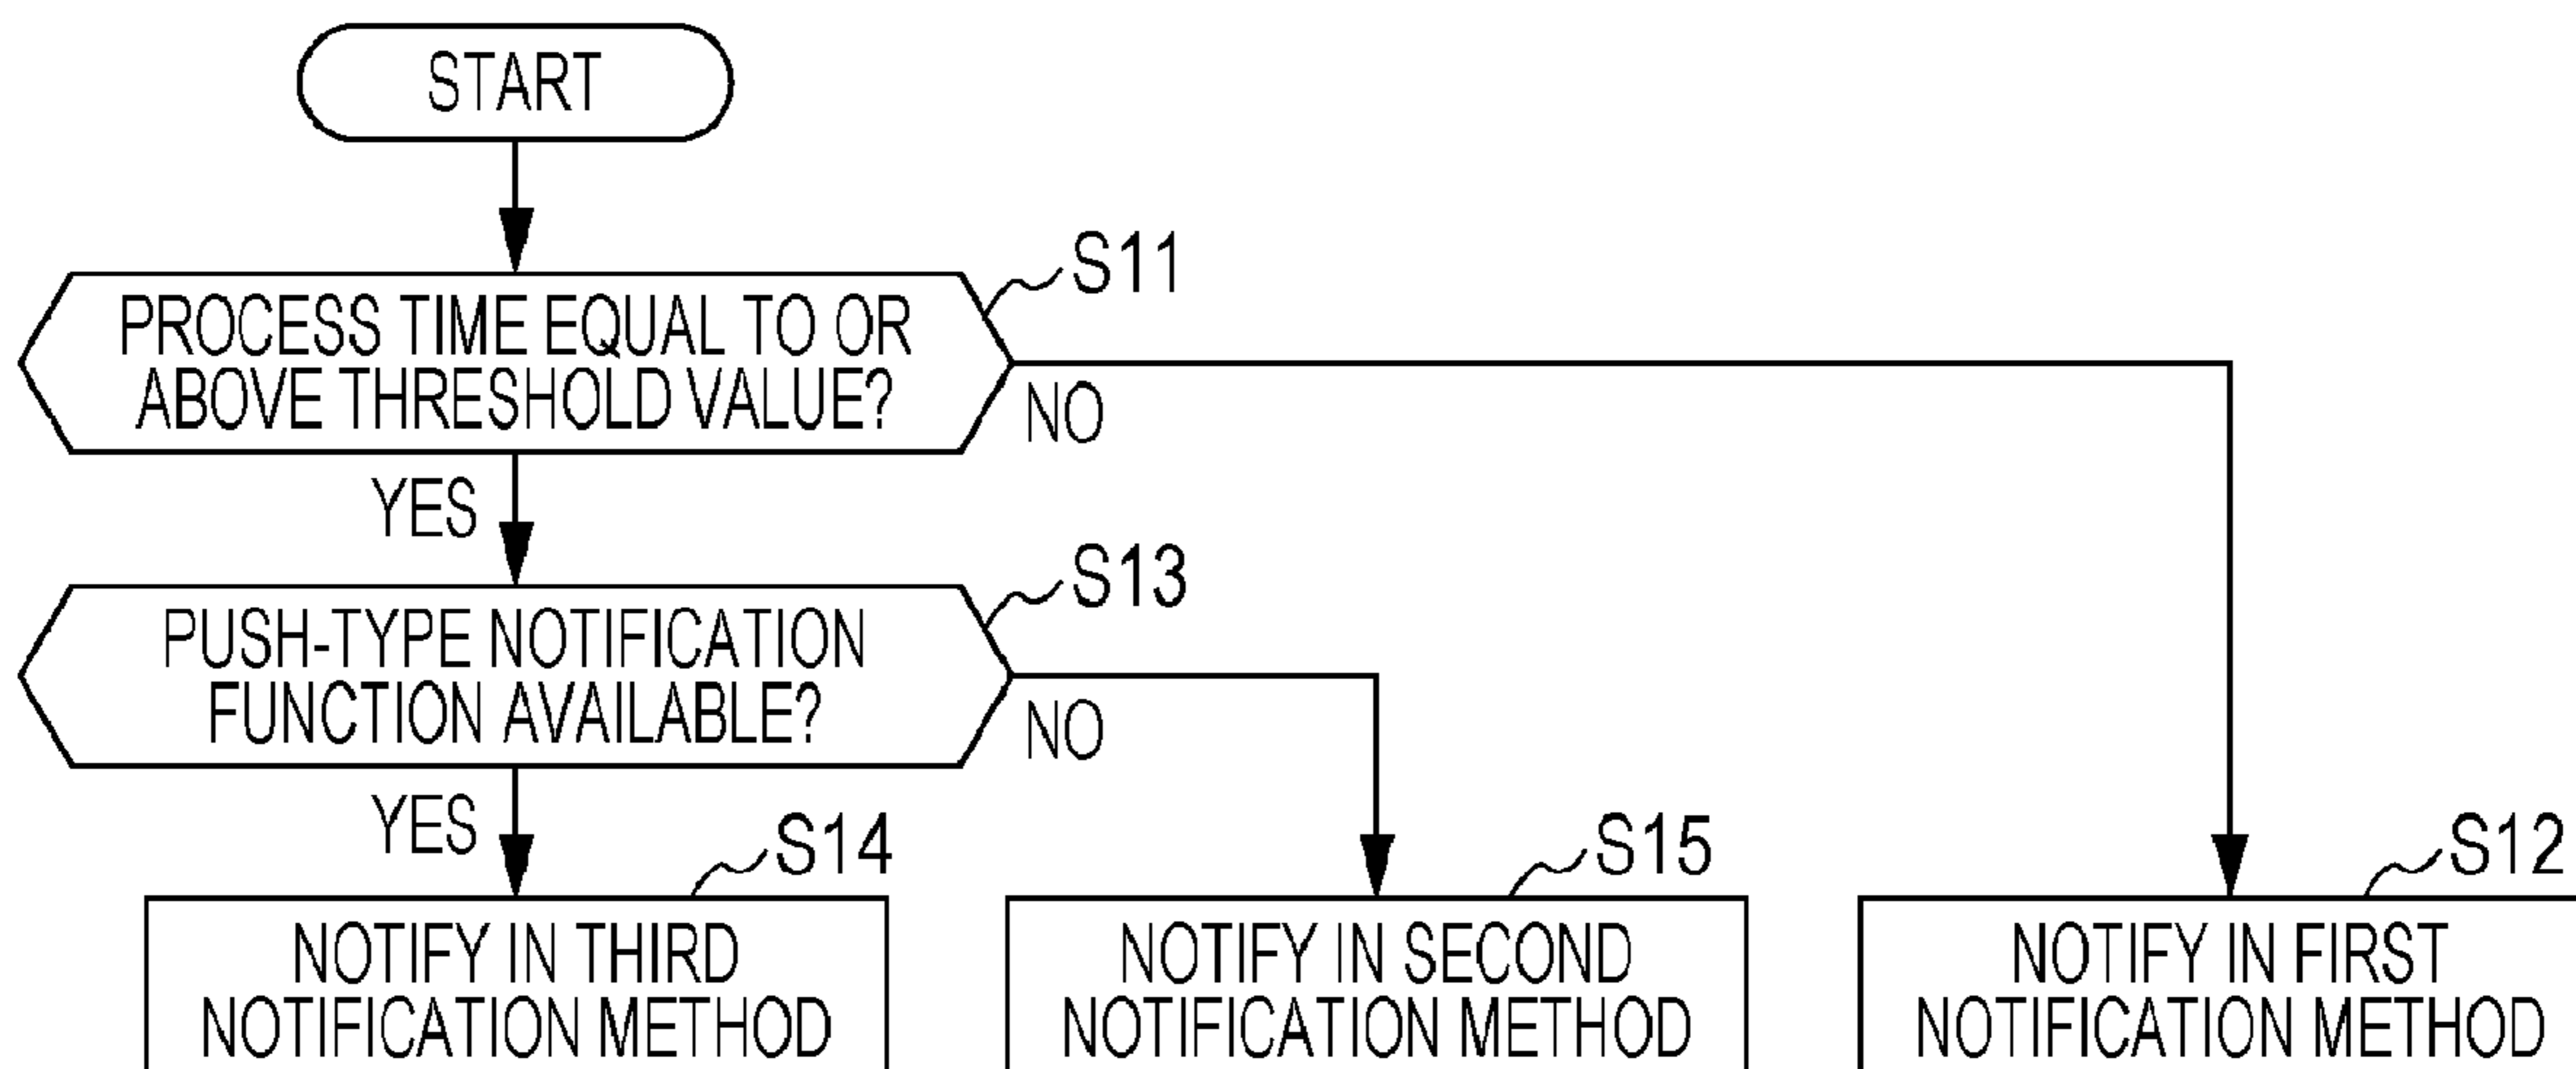 START
S11
PROCESS TIME EQUAL TO OR
ABOVE THRESHOLD VALUE?
NO
YES
S13
PUSH-TYPE NOTIFICATION
FUNCTION AVAILABLE?
NO
YES
S14
NOTIFY IN THIRD
NOTIFICATION METHOD
S15
NOTIFY IN SECOND
NOTIFICATION METHOD
S12
NOTIFY IN FIRST
NOTIFICATION METHOD